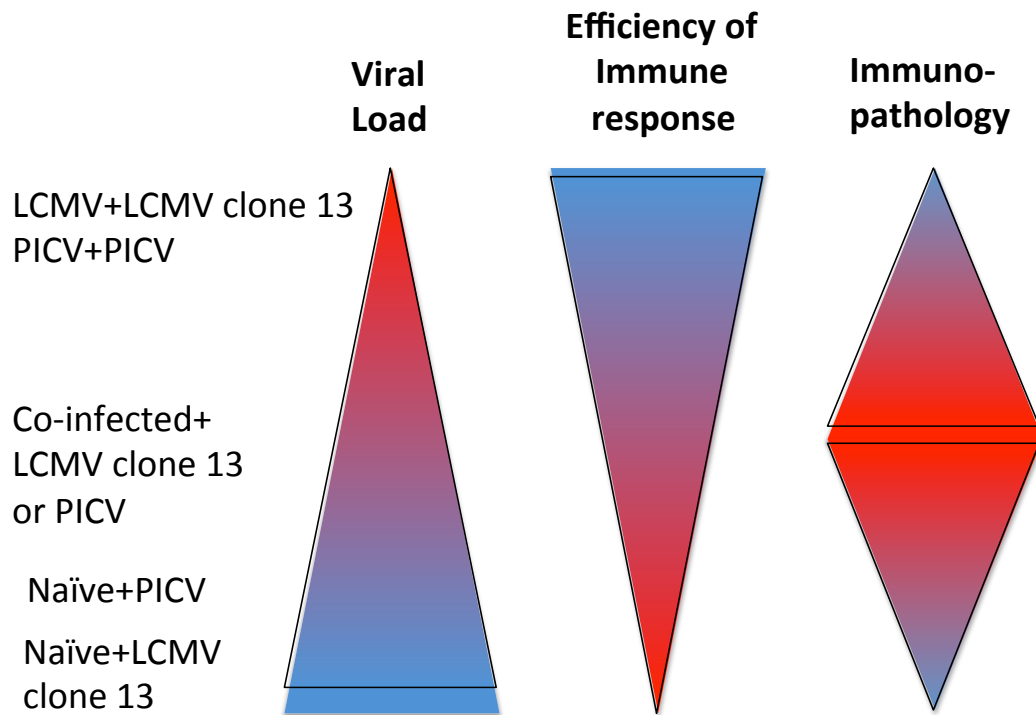 Viral
Load
Efficiency of
Immune
response
Immuno-
pathology
LCMV+LCMV clone 13
PICV+PICV
Co-infected+
LCMV clone 13
or PICV
Naïve+PICV
Naïve+LCMV
clone 13